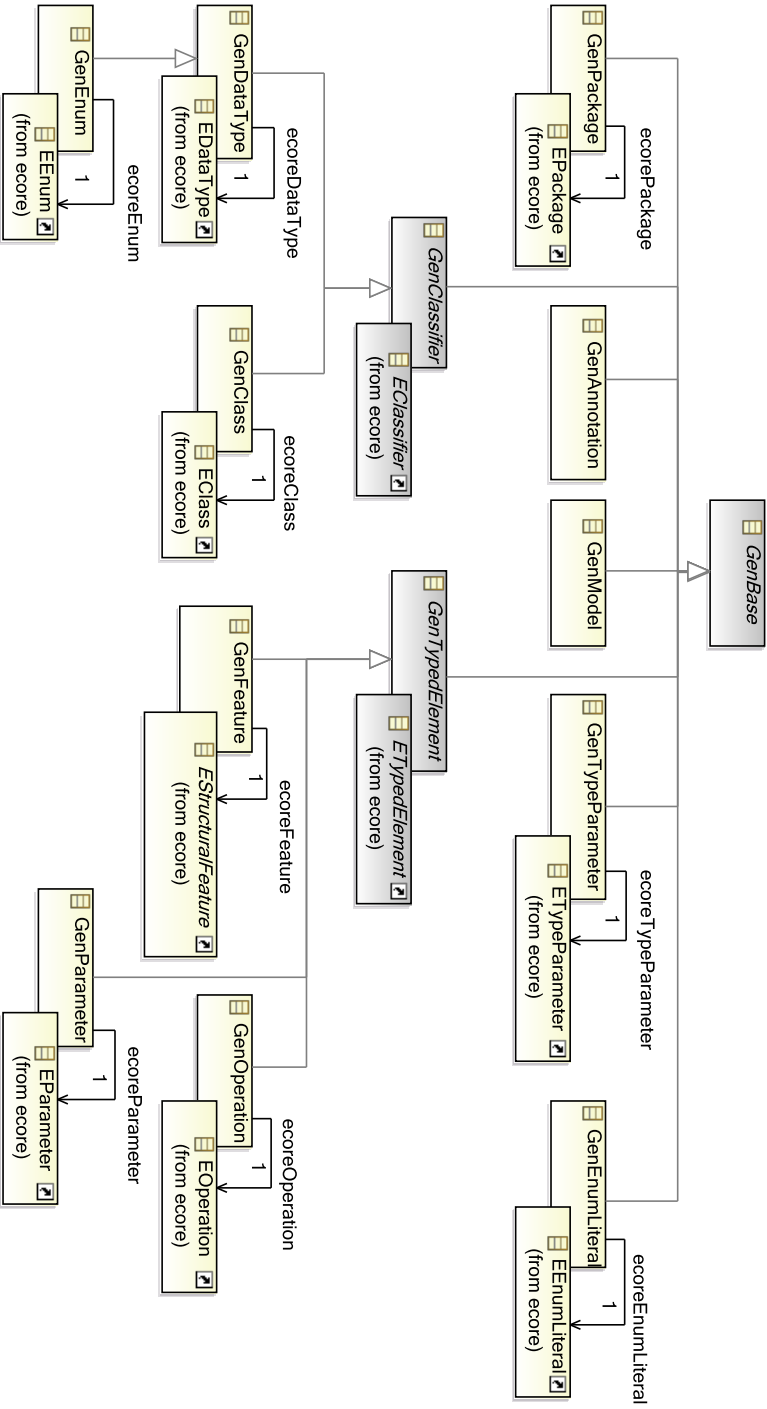 GenBase
ecorePackage
1
GenPackage
EPackage
(from ecore)
GenAnnotation
GenModel
ecoreTypeParameter
1
GenTypeParameter
ETypeParameter
(from ecore)
ecoreEnumLiteral
1
GenEnumLiteral
EEnumLiteral
(from ecore)
GenClassifier
EClassifier
(from ecore)
GenTypedElement
ETypedElement
(from ecore)
ecoreDataType
1
GenDataType
EDataType
(from ecore)
ecoreClass
1
GenClass
EClass
(from ecore)
ecoreFeature
1
GenFeature
EStructuralFeature
(from ecore)
ecoreOperation
1
GenOperation
EOperation
(from ecore)
ecoreEnum
1
GenEnum
EEnum
(from ecore)
ecoreParameter
1
GenParameter
EParameter
(from ecore)